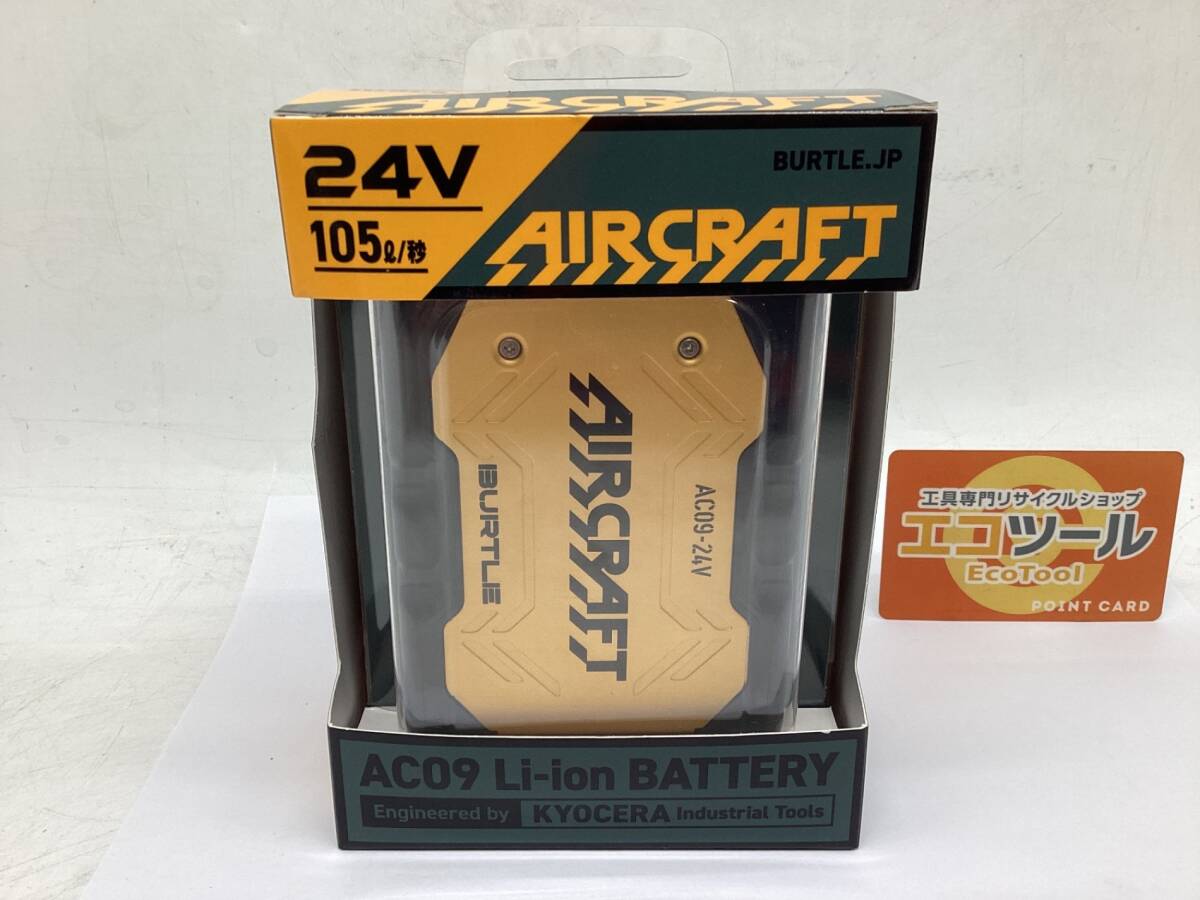 AIRCRAFT
24V
105ℓ/秒
BURTLE.JP
AIRCRAFT
AIRCRAFT
BURTLE
AC09-24V
AC09 Li-ion BATTERY
Engineered by KYOCERA Industrial Tools
工具専門リサイクルショップ
エコツール
EcoTool
POINT CARD